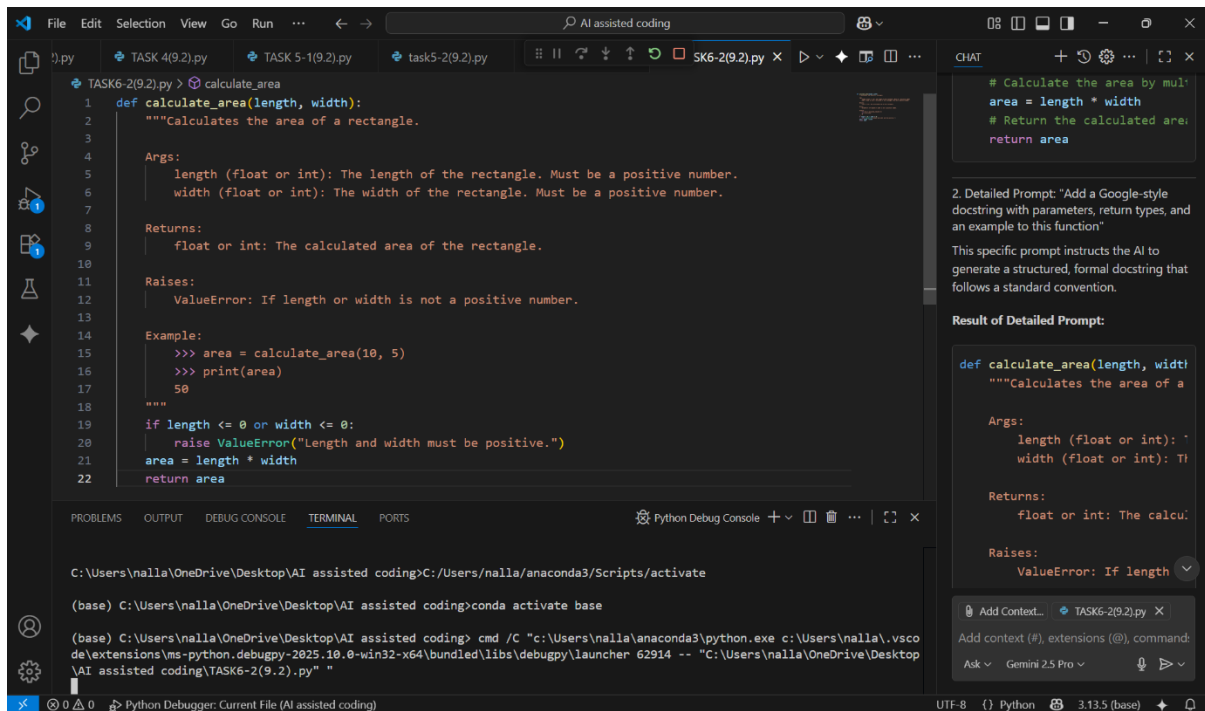 File Edit Selection View Go Run ··· ← → AI assisted coding
).py TASK 4(9.2).py TASK 5-1(9.2).py task5-2(9.2).py SK6-2(9.2).py ×
TASK6-2(9.2).py > calculate_area
1 def calculate_area(length, width):
2 """Calculates the area of a rectangle.
3
4 Args:
5 length (float or int): The length of the rectangle. Must be a positive number.
6 width (float or int): The width of the rectangle. Must be a positive number.
7
8 Returns:
9 float or int: The calculated area of the rectangle.
10
11 Raises:
12 ValueError: If length or width is not a positive number.
13
14 Example:
15 >>> area = calculate_area(10, 5)
16 >>> print(area)
17 50
18 """
19 if length <= 0 or width <= 0:
20 raise ValueError("Length and width must be positive.")
21 area = length * width
22 return area
PROBLEMS OUTPUT DEBUG CONSOLE TERMINAL PORTS Python Debug Console
C:\Users\nalla\OneDrive\Desktop\AI assisted coding>C:/Users/nalla/anaconda3/Scripts/activate
(base) C:\Users\nalla\OneDrive\Desktop\AI assisted coding>conda activate base
(base) C:\Users\nalla\OneDrive\Desktop\AI assisted coding> cmd /C "c:\Users\nalla\anaconda3\python.exe c:\Users\nalla\.vsco
de\extensions\ms-python.debugpy-2025.10.0-win32-x64\bundled\libs\debugpy\launcher 62914 -- "C:\Users\nalla\OneDrive\Desktop
\AI assisted coding\TASK6-2(9.2).py" "
CHAT
# Calculate the area by mul
area = length * width
# Return the calculated area
return area
2. Detailed Prompt: "Add a Google-style
docstring with parameters, return types, and
an example to this function"
This specific prompt instructs the AI to
generate a structured, formal docstring that
follows a standard convention.
Result of Detailed Prompt:
def calculate_area(length, widt
"""Calculates the area of a
Args:
length (float or int):
width (float or int):
Returns:
float or int: The calcu
Raises:
ValueError: If length
Add Context... TASK6-2(9.2).py ×
Add context (#), extensions (@), command
Ask Gemini 2.5 Pro
1
1
0 0 Python Debugger: Current File (AI assisted coding) UTF-8 {} Python 3.13.5 (base)